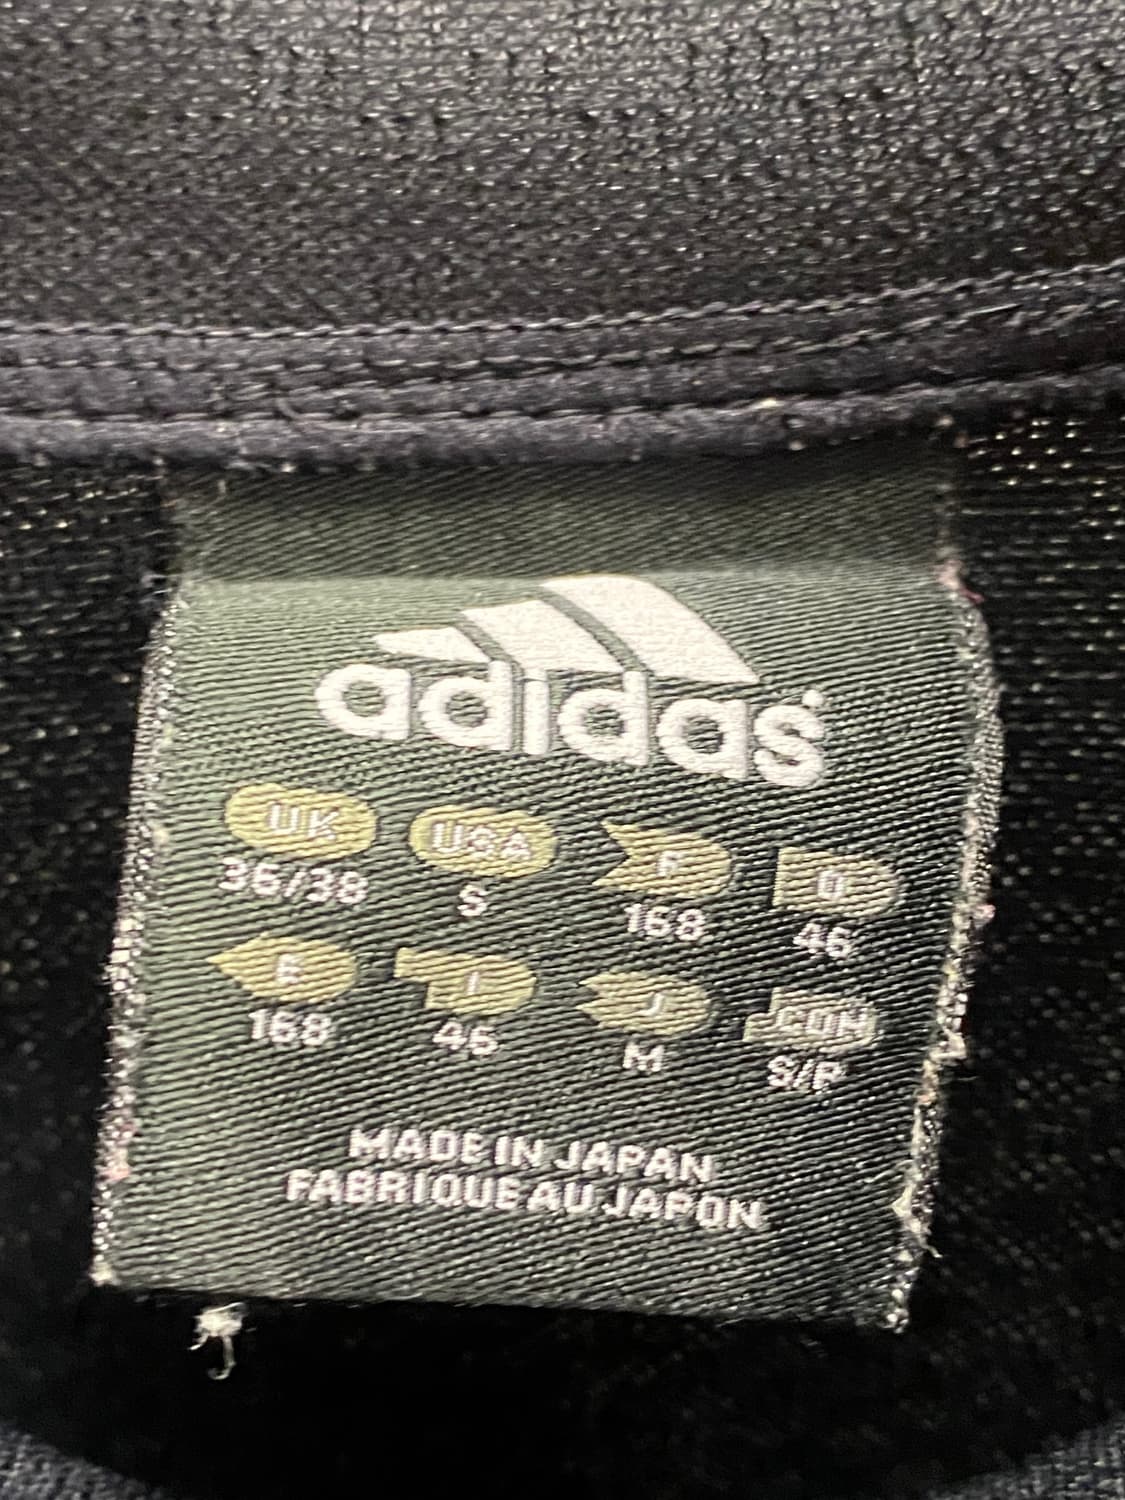 adidas
UK USA F D
36/38 S 168 46
E I J CDN
168 46 M S/P
MADE IN JAPAN
FABRIQUE AU JAPON